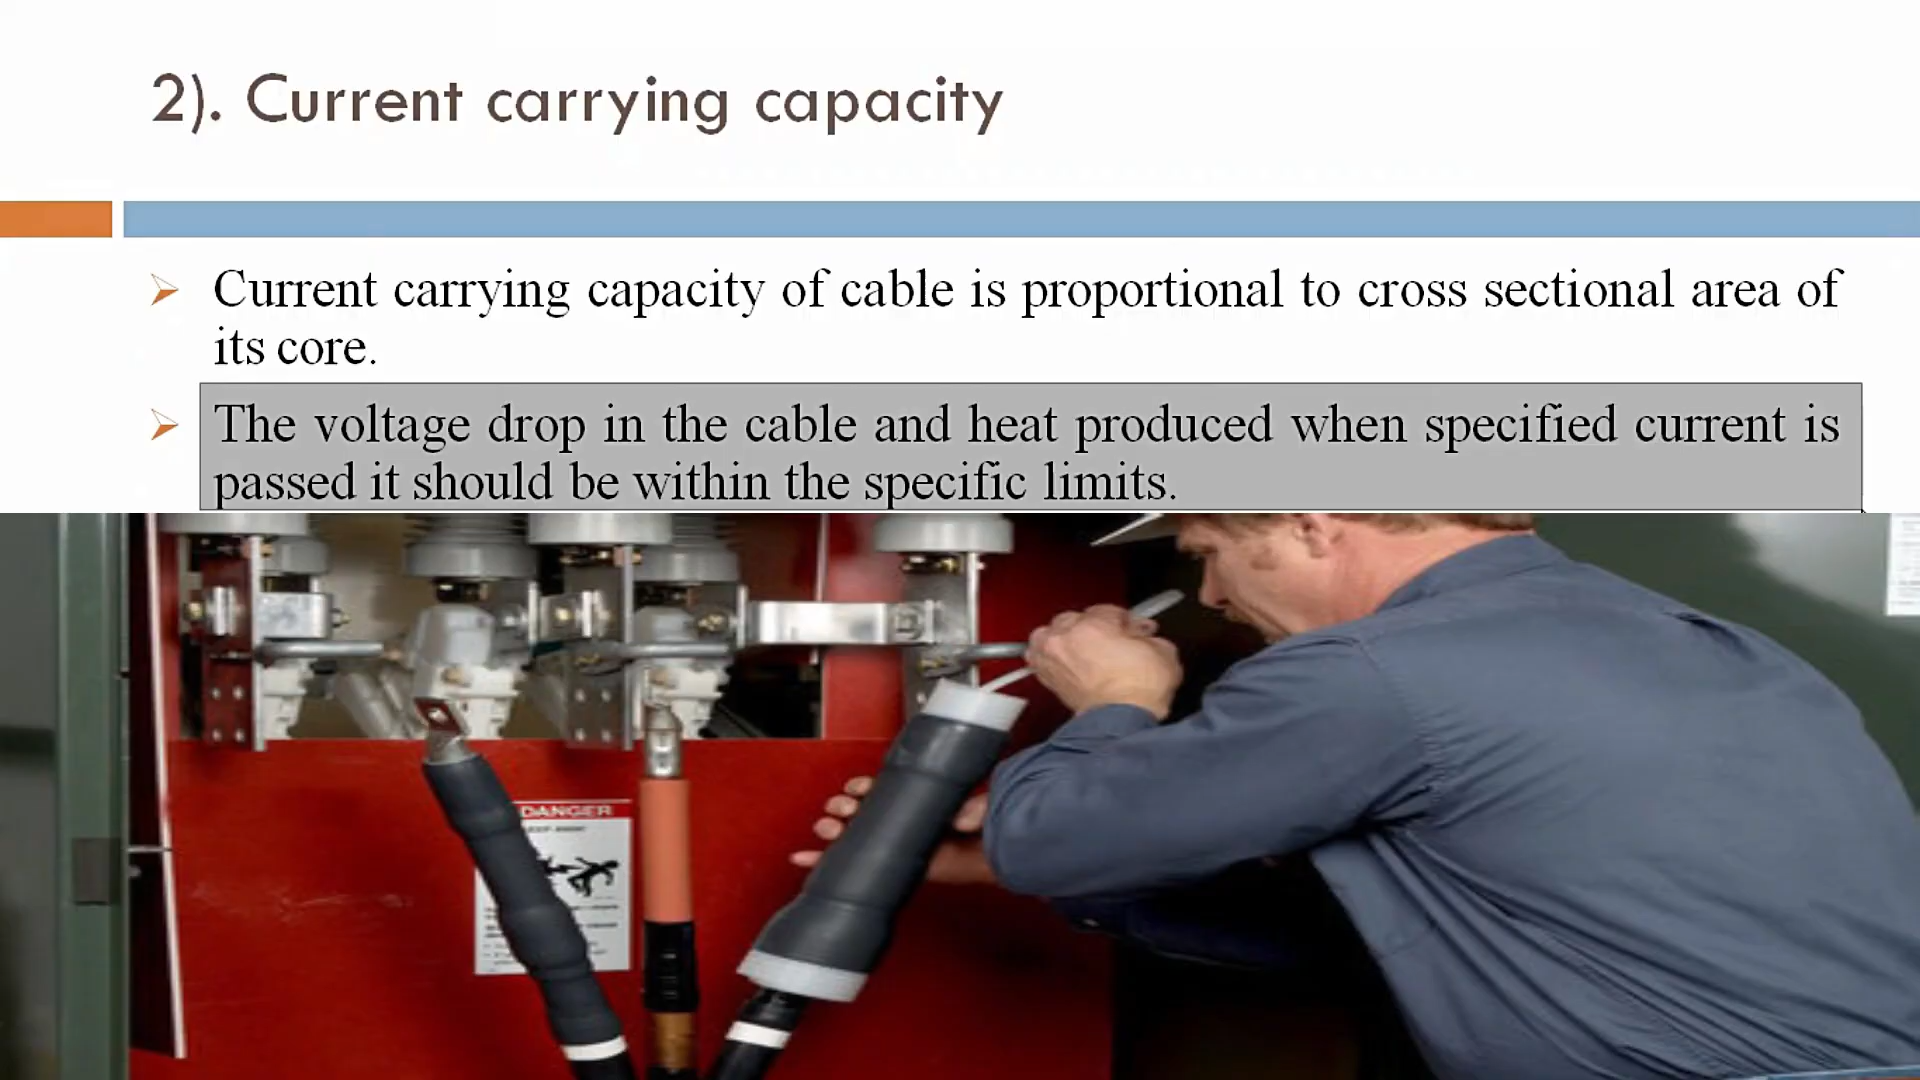 2). Current carrying capacity
Current carrying capacity of cable is proportional to cross sectional area of
its core.
The voltage drop in the cable and heat produced when specified current is
passed it should be within the specific limits.
DANGER